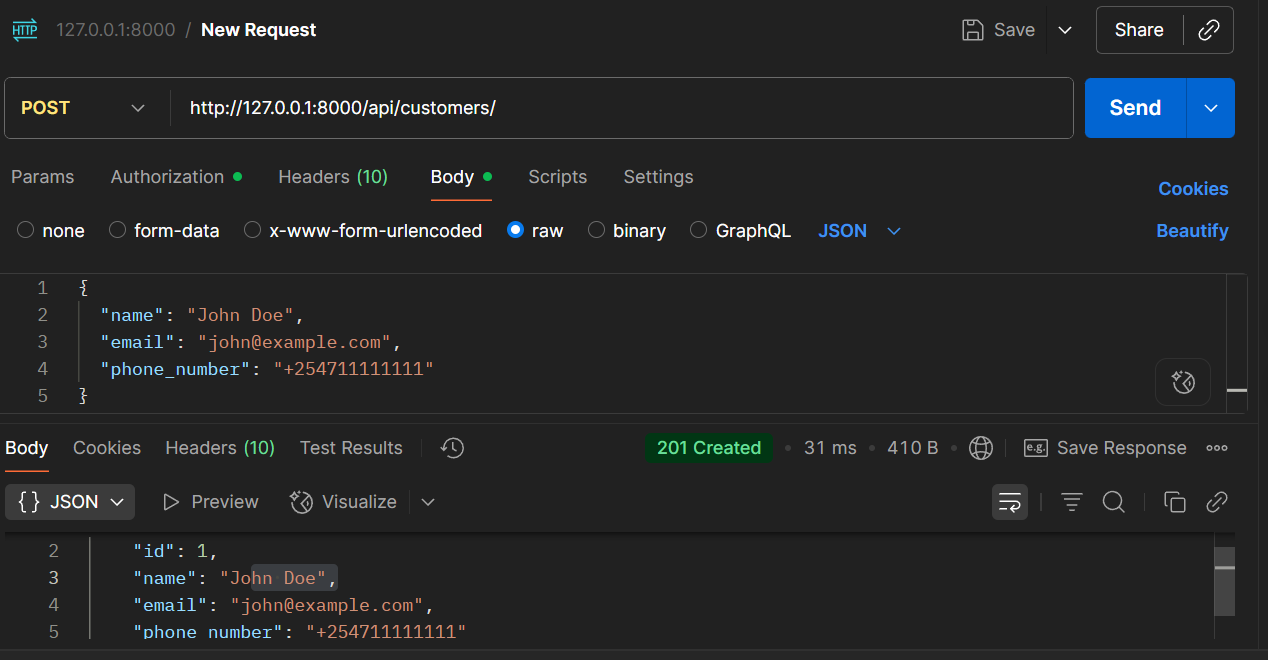 HTTP 127.0.0.1:8000 / New Request Save Share
POST http://127.0.0.1:8000/api/customers/ Send
Params Authorization Headers (10) Body Scripts Settings Cookies
none form-data x-www-form-urlencoded raw binary GraphQL JSON Beautify
1 {
2 "name": "John Doe",
3 "email": "john@example.com",
4 "phone_number": "+254711111111"
5 }
Body Cookies Headers (10) Test Results 201 Created • 31 ms • 410 B • e.g. Save Response
{} JSON Preview Visualize
2 "id": 1,
3 "name": "John Doe",
4 "email": "john@example.com",
5 "phone_number": "+254711111111"